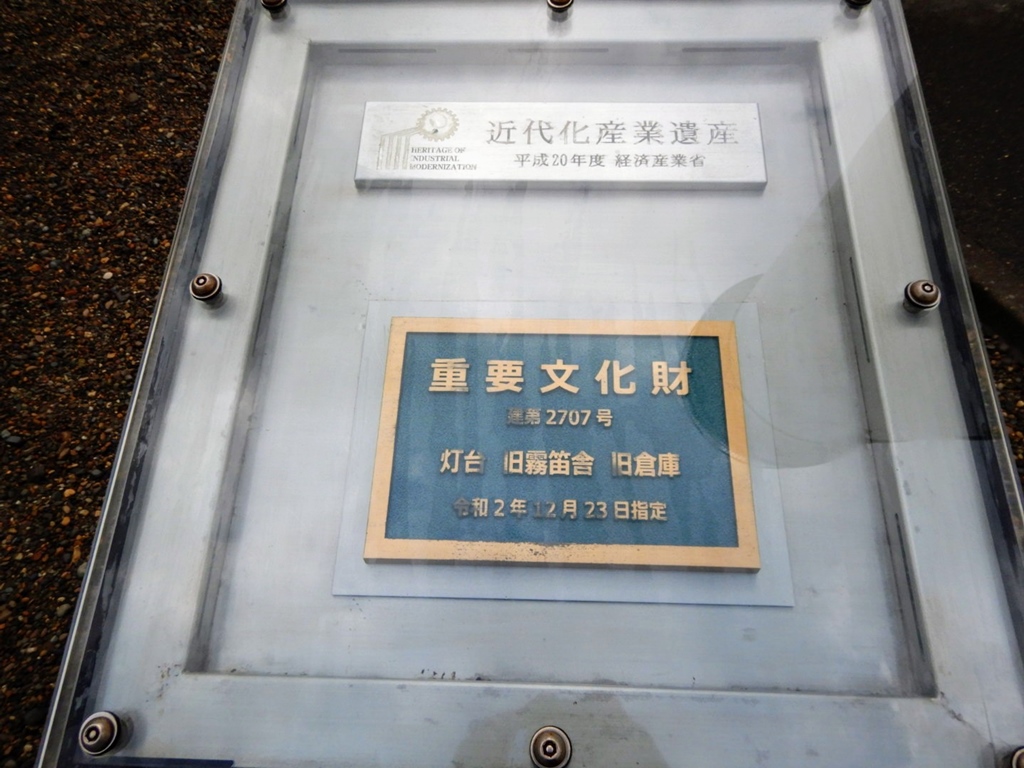 HERITAGE OF
INDUSTRIAL
MODERNIZATION
近代化産業遺産
平成20年度 経済産業省
重要文化財
建第2707号
灯台 旧霧笛舎 旧倉庫
令和2年12月23日指定